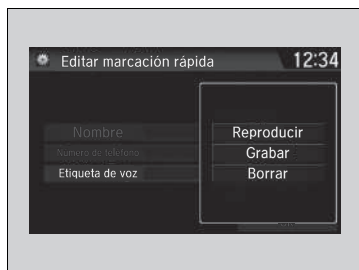 Editar marcación rápida
12:34
Nombre
Número de teléfono
Etiqueta de voz
Reproducir
Grabar
Borrar